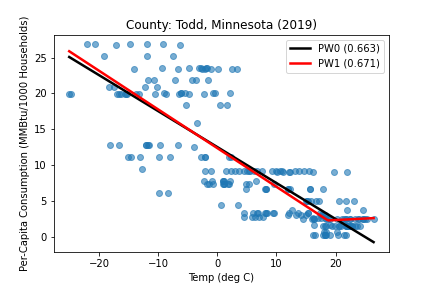 County: Todd, Minnesota (2019)
Per-Capita Consumption (MMBtu/1000 Households)
25
20
15
10
5
0
PW0 (0.663)
PW1 (0.671)
−20 −10 0 10 20
Temp (deg C)